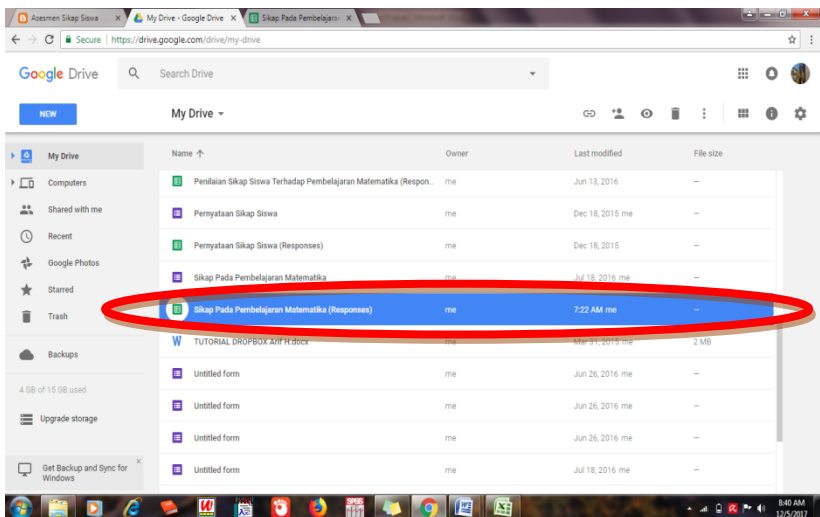 Asesmen Sikap Siswa My Drive - Google Drive Sikap Pada Pembelajaran
Secure https://drive.google.com/drive/my-drive
Google Drive Search Drive
NEW My Drive
Name Owner Last modified File size
My Drive
Computers
Shared with me
Recent
Google Photos
Starred
Trash
Backups
4 GB of 15 GB used
Upgrade storage
Get Backup and Sync for
Windows
Penilaian Sikap Siswa Terhadap Pembelajaran Matematika (Respon... me Jun 13, 2016 –
Pernyataan Sikap Siswa me Dec 18, 2015 me –
Pernyataan Sikap Siswa (Responses) me Dec 18, 2015 –
Sikap Pada Pembelajaran Matematika me Jul 18, 2016 me –
Sikap Pada Pembelajaran Matematika (Responses) me 7:22 AM me –
W TUTORIAL DROPBOX Arif H.docx me Mar 31, 2015 me 2 MB
Untitled form me Jun 26, 2016 me –
Untitled form me Jun 26, 2016 me –
Untitled form me Jun 26, 2016 me –
Untitled form me Jul 18, 2016 me –
SPSS
8:40 AM
12/5/2017